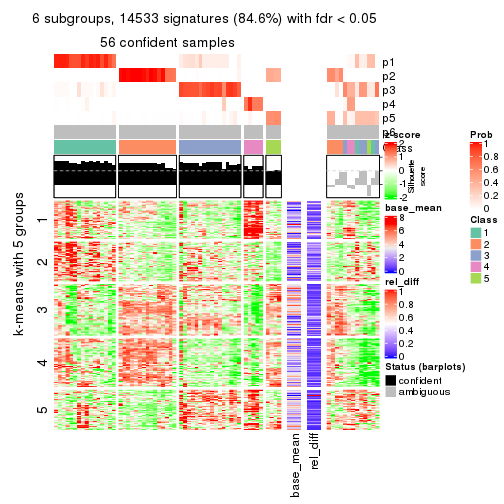 6 subgroups, 14533 signatures (84.6%) with fdr < 0.05
56 confident samples
p1
p2
p3
p4
p5
p6
Class
z-score
2
1
0
-1
-2
Silhouette
score
Prob
1
0.8
0.6
0.4
0.2
0
base_mean
8
6
4
2
0
Class
1
2
3
4
5
rel_diff
1
0.8
0.6
0.4
0.2
0
Status (barplots)
confident
ambiguous
k-means with 5 groups
1
2
3
4
5
base_mean
rel_diff